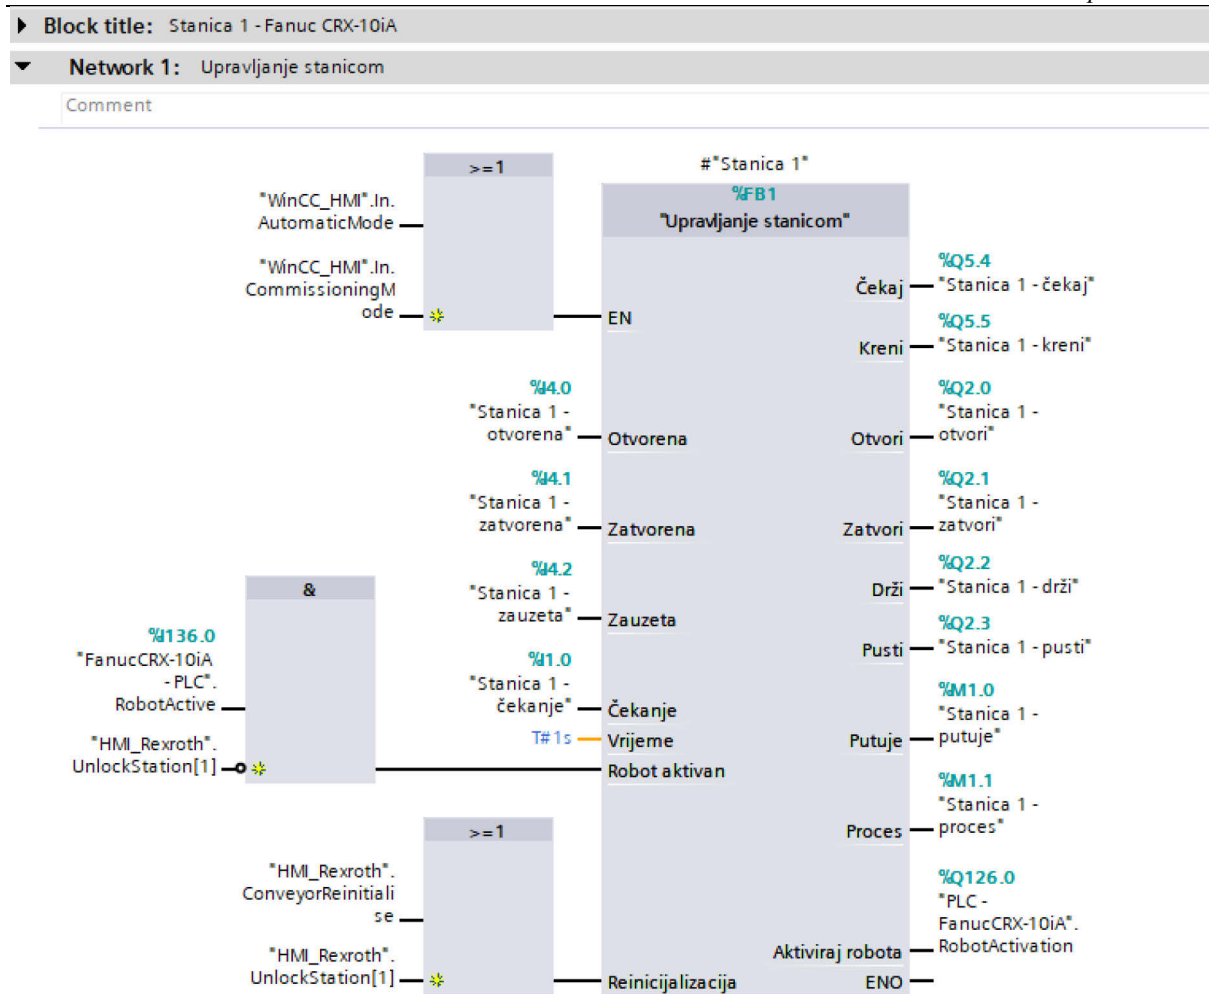 Block title: Stanica 1 - Fanuc CRX-10iA
Network 1: Upravljanje stanicom
Comment
>=1
"WinCC_HMI".In.
AutomaticMode
"WinCC_HMI".In.
CommissioningM
ode
#"Stanica 1"
%FB1
"Upravljanje stanicom"
EN
%I4.0
"Stanica 1 -
otvorena"
Otvorena
%I4.1
"Stanica 1 -
zatvorena"
Zatvorena
%I4.2
"Stanica 1 -
zauzeta"
Zauzeta
%I1.0
"Stanica 1 -
čekanje"
Čekanje
T#1s
Vrijeme
&
%I136.0
"FanucCRX-10iA
- PLC".
RobotActive
"HMI_Rexroth".
UnlockStation[1]
Robot aktivan
>=1
"HMI_Rexroth".
ConveyorReinitiali
se
"HMI_Rexroth".
UnlockStation[1]
Reinicijalizacija
Čekaj
%Q5.4
"Stanica 1 - čekaj"
Kreni
%Q5.5
"Stanica 1 - kreni"
Otvori
%Q2.0
"Stanica 1 -
otvori"
Zatvori
%Q2.1
"Stanica 1 -
zatvori"
Drži
%Q2.2
"Stanica 1 - drži"
Pusti
%Q2.3
"Stanica 1 - pusti"
Putuje
%M1.0
"Stanica 1 -
putuje"
Proces
%M1.1
"Stanica 1 -
proces"
Aktiviraj robota
%Q126.0
"PLC -
FanucCRX-10iA".
RobotActivation
ENO